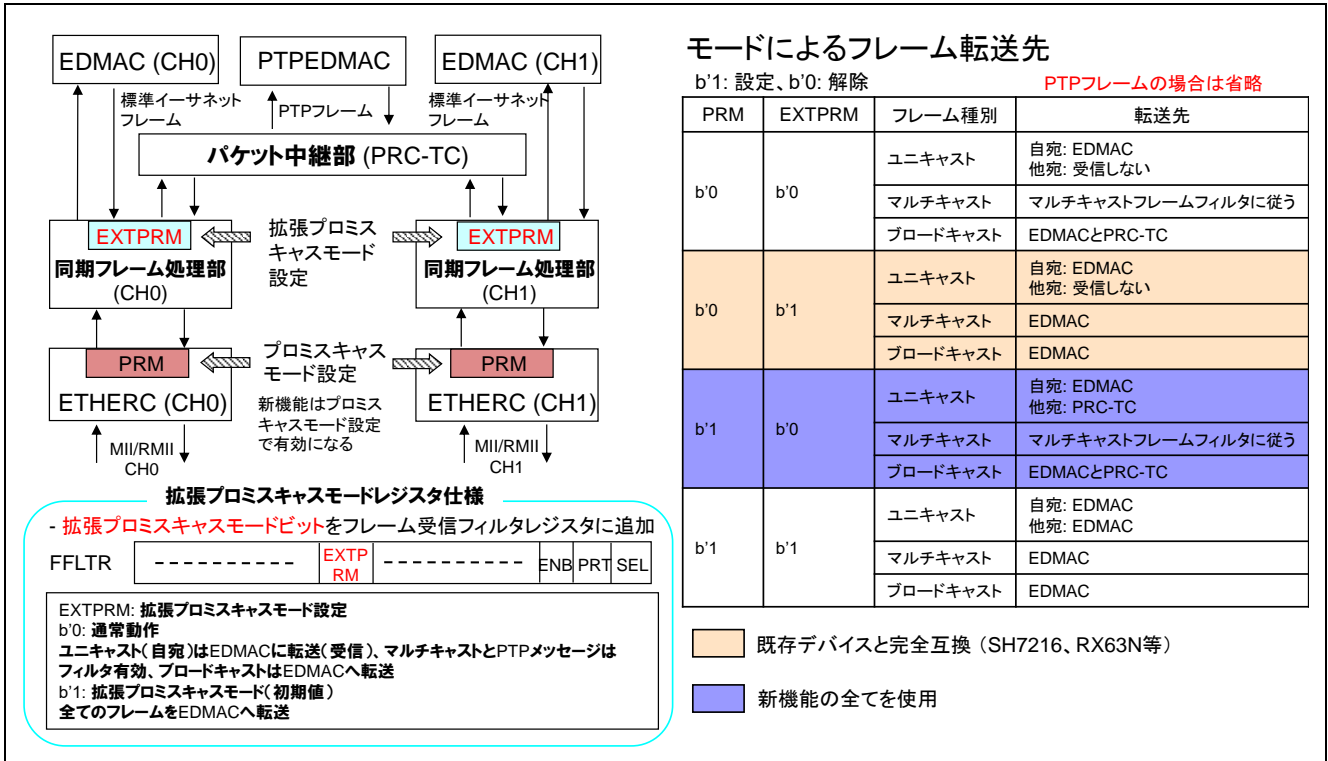 EDMAC (CH0)
PTPEDMAC
EDMAC (CH1)
標準イーサネット
フレーム
PTPフレーム
標準イーサネット
フレーム
パケット中継部 (PRC-TC)
EXTPRM
拡張プロミス
キャスモード
設定
EXTPRM
同期フレーム処理部
(CH0)
同期フレーム処理部
(CH1)
PRM
プロミスキャス
モード設定
PRM
ETHERC (CH0)
新機能はプロミス
キャスモード設定
で有効になる
ETHERC (CH1)
MII/RMII
CH0
MII/RMII
CH1
拡張プロミスキャスモードレジスタ仕様
- 拡張プロミスキャスモードビットをフレーム受信フィルタレジスタに追加
FFLTR ---------- EXTP
RM ---------- ENB PRT SEL
EXTPRM: 拡張プロミスキャスモード設定
b'0: 通常動作
ユニキャスト(自宛)はEDMACに転送(受信)、マルチキャストとPTPメッセージは
フィルタ有効、ブロードキャストはEDMACへ転送
b'1: 拡張プロミスキャスモード(初期値)
全てのフレームをEDMACへ転送
モードによるフレーム転送先
b'1: 設定、b'0: 解除
PTPフレームの場合は省略
PRM EXTPRM フレーム種別 転送先
b'0 b'0 ユニキャスト 自宛: EDMAC
他宛: 受信しない
マルチキャスト マルチキャストフレームフィルタに従う
ブロードキャスト EDMACとPRC-TC
b'0 b'1 ユニキャスト 自宛: EDMAC
他宛: 受信しない
マルチキャスト EDMAC
ブロードキャスト EDMAC
b'1 b'0 ユニキャスト 自宛: EDMAC
他宛: PRC-TC
マルチキャスト マルチキャストフレームフィルタに従う
ブロードキャスト EDMACとPRC-TC
b'1 b'1 ユニキャスト 自宛: EDMAC
他宛: EDMAC
マルチキャスト EDMAC
ブロードキャスト EDMAC
既存デバイスと完全互換 (SH7216、RX63N等)
新機能の全てを使用